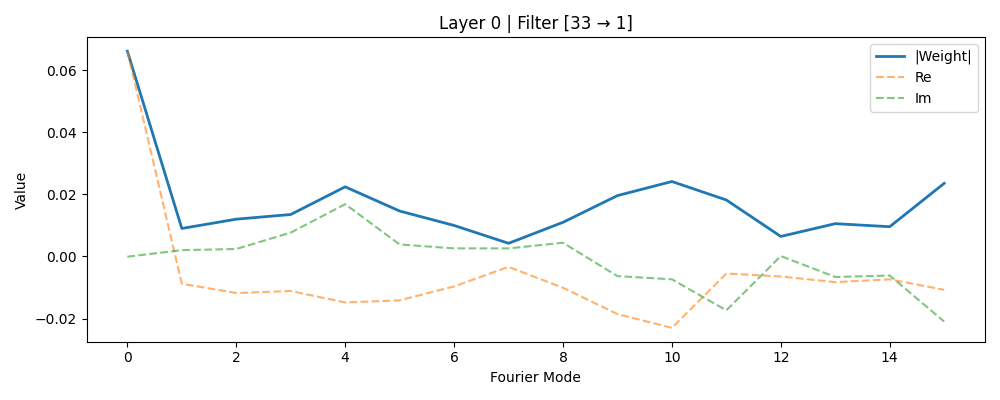 Layer 0 | Filter [33 → 1]
|Weight|
Re
Im
Value
0.06
0.04
0.02
0.00
−0.02
0 2 4 6 8 10 12 14
Fourier Mode